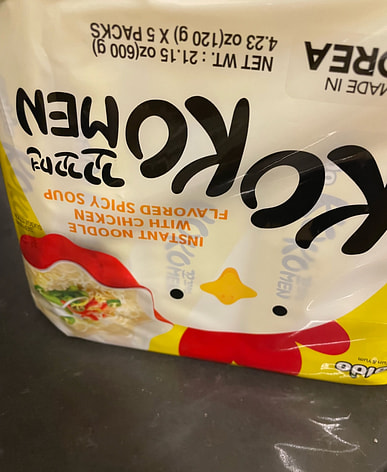 INSTANT NOODLE
WITH CHICKEN
FLAVORED SPICY SOUP
꼬꼬면
KOKOMEN
MADE IN
OREA
NET WT. : 21.15 oz(600 g)
4.23 oz(120 g) X 5 PACKS